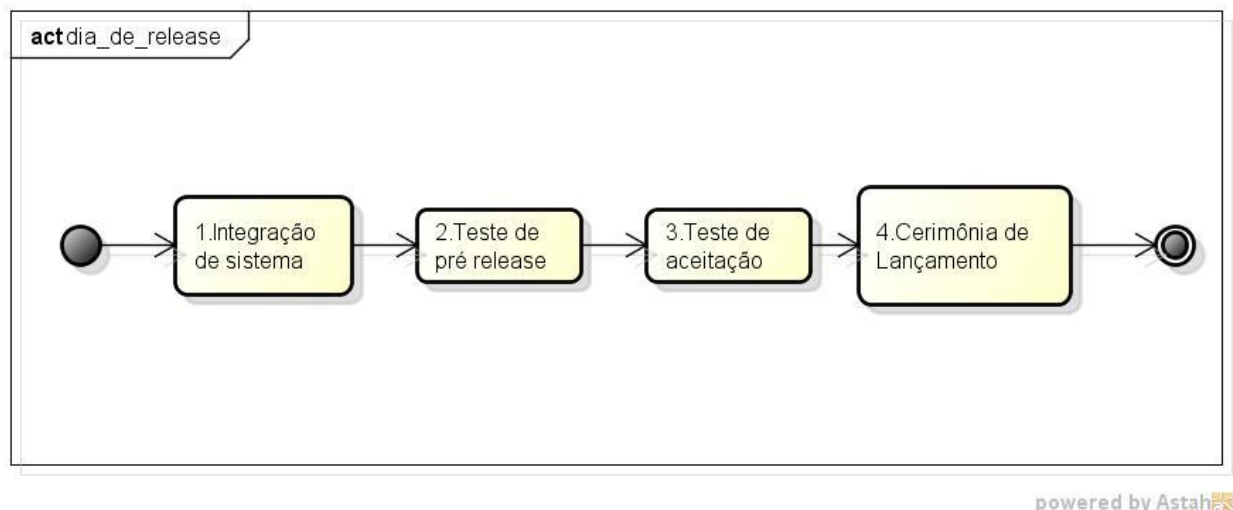 act dia_de_release
1.Integração
de sistema
2.Teste de
pré release
3.Teste de
aceitação
4.Cerimônia de
Lançamento
powered by Astah